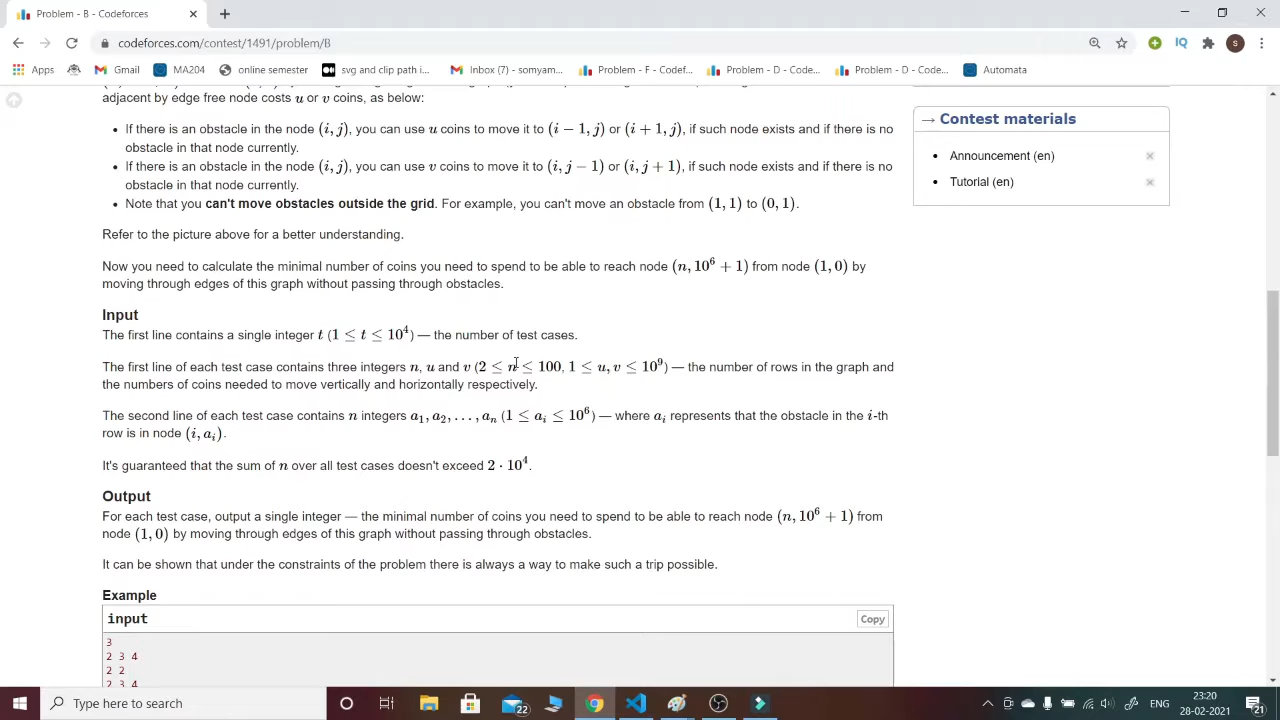 Problem - B - Codeforces
codeforces.com/contest/1491/problem/B
IQ
s
Apps
Gmail
MA204
online semester
svg and clip path i...
Inbox (7) - somyam...
Problem - F - Codef...
Problem - D - Code...
Problem - D - Code...
Automata
adjacent by edge free node costs u or v coins, as below:
• If there is an obstacle in the node (i, j), you can use u coins to move it to (i − 1, j) or (i + 1, j), if such node exists and if there is no
obstacle in that node currently.
• If there is an obstacle in the node (i, j), you can use v coins to move it to (i, j − 1) or (i, j + 1), if such node exists and if there is no
obstacle in that node currently.
• Note that you can't move obstacles outside the grid. For example, you can't move an obstacle from (1, 1) to (0, 1).
Refer to the picture above for a better understanding.
Now you need to calculate the minimal number of coins you need to spend to be able to reach node (n, 10⁶ + 1) from node (1, 0) by
moving through edges of this graph without passing through obstacles.
Input
The first line contains a single integer t (1 ≤ t ≤ 10⁴) — the number of test cases.
The first line of each test case contains three integers n, u and v (2 ≤ n ≤ 100, 1 ≤ u, v ≤ 10⁹) — the number of rows in the graph and
the numbers of coins needed to move vertically and horizontally respectively.
The second line of each test case contains n integers a₁, a₂, . . . , aₙ (1 ≤ aᵢ ≤ 10⁶) — where aᵢ represents that the obstacle in the i-th
row is in node (i, aᵢ).
It's guaranteed that the sum of n over all test cases doesn't exceed 2 · 10⁴.
Output
For each test case, output a single integer — the minimal number of coins you need to spend to be able to reach node (n, 10⁶ + 1) from
node (1, 0) by moving through edges of this graph without passing through obstacles.
It can be shown that under the constraints of the problem there is always a way to make such a trip possible.
Example
input
Copy
3
2 3 4
2 2
2 3 4
→ Contest materials
• Announcement (en)
• Tutorial (en)
Type here to search
22
ENG
23:20
28-02-2021
21